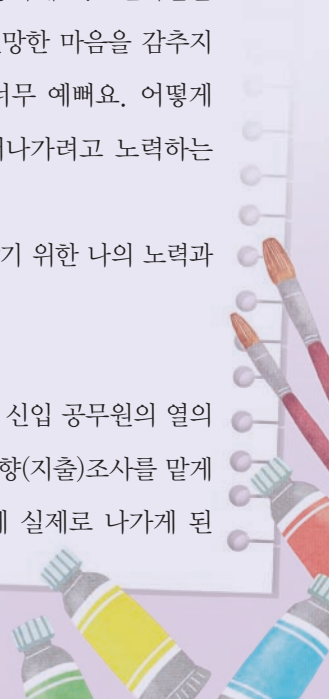 망한 마음을 감추지
너무 예뻐요. 어떻게
나가려고 노력하는
기 위한 나의 노력과
신입 공무원의 열의
향(지출)조사를 맡게
실제로 나가게 된